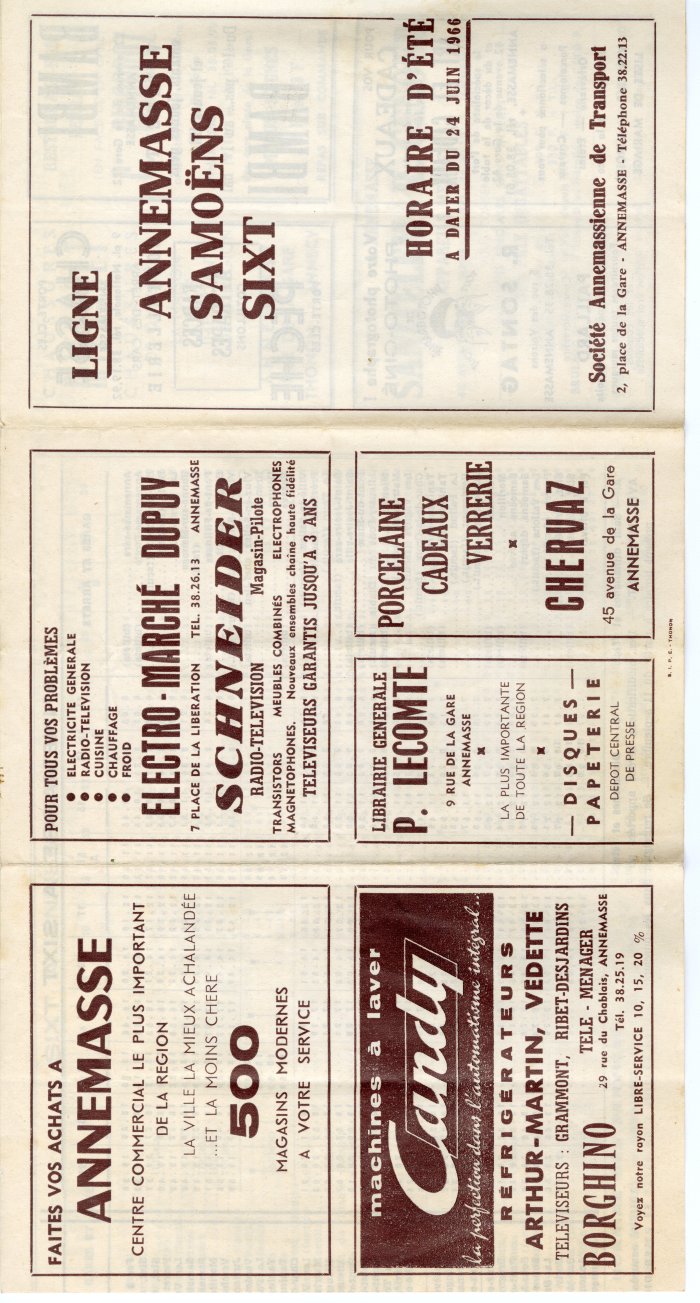 FAITES VOS ACHATS A
ANNEMASSE
CENTRE COMMERCIAL LE PLUS IMPORTANT
DE LA REGION
LA VILLE LA MIEUX ACHALANDÉE
...ET LA MOINS CHERE
500
MAGASINS MODERNES
A VOTRE SERVICE
machines à laver
Candy
la perfection dans l'automatisme intégral...
RÉFRIGÉRATEURS
ARTHUR-MARTIN, VÉDETTE
TELEVISEURS : GRAMMONT, RIBET-DESJARDINS
BORGHINO
TELE - MENAGER
29 rue du Chablais, ANNEMASSE
Tél. 38.25.19
Voyez notre rayon LIBRE-SERVICE 10, 15, 20 %
POUR TOUS VOS PROBLÈMES
● ELECTRICITE GENERALE
● RADIO-TELEVISION
● CUISINE
● CHAUFFAGE
● FROID
ELECTRO - MARCHÉ DUPUY
7 PLACE DE LA LIBERATION TEL. 38.26.13 ANNEMASSE
SCHNEIDER
RADIO-TELEVISION Magasin-Pilote
TRANSISTORS MEUBLES COMBINÉS ELECTROPHONES
MAGNETOPHONES. Nouveaux ensembles chaine haute fidélité
TELEVISEURS GARANTIS JUSQU'A 3 ANS
LIBRAIRIE GENERALE
P. LECOMTE
9 RUE DE LA GARE
ANNEMASSE
LA PLUS IMPORTANTE
DE TOUTE LA REGION
— DISQUES —
PAPETERIE
DEPOT CENTRAL
DE PRESSE
PORCELAINE
CADEAUX
VERRERIE
CHERVAZ
45 avenue de la Gare
ANNEMASSE
S. I. P. E. - THONON
LIGNE
ANNEMASSE
SAMOËNS
SIXT
HORAIRE D'ÉTÉ
A DATER DU 24 JUIN 1966
Société Annemassienne de Transport
2, place de la Gare - ANNEMASSE - Téléphone 38.22.13